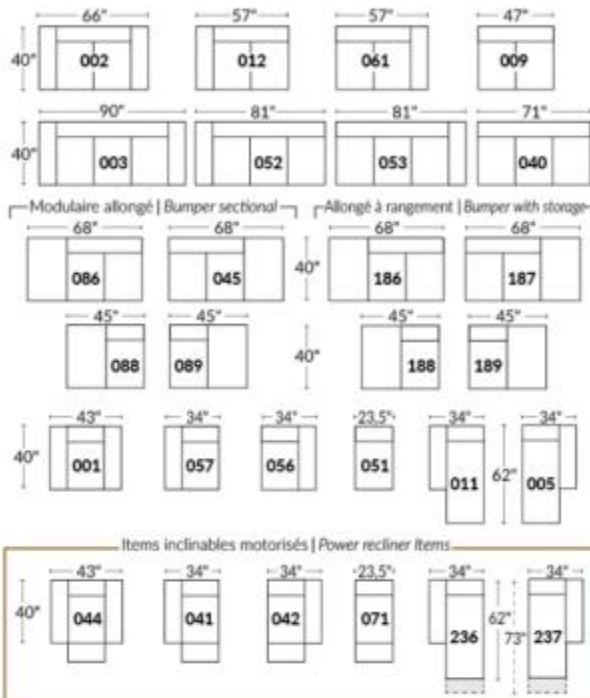 66" 57" 57" 47"
40" 002 012 061 009
90" 81" 81" 71"
40" 003 052 053 040
Modulaire allongé | Bumper sectional Allongé à rangement | Bumper with storage
68" 68" 68" 68"
086 045 40" 186 187
45" 45" 45" 45"
088 089 40" 188 189
43" 34" 34" 23,5" 34" 34"
40" 001 057 056 051 011 62" 005
Items inclinables motorisés | Power recliner Items
43" 34" 34" 23,5" 34" 34"
40" 044 041 042 071 236 62" 73" 237